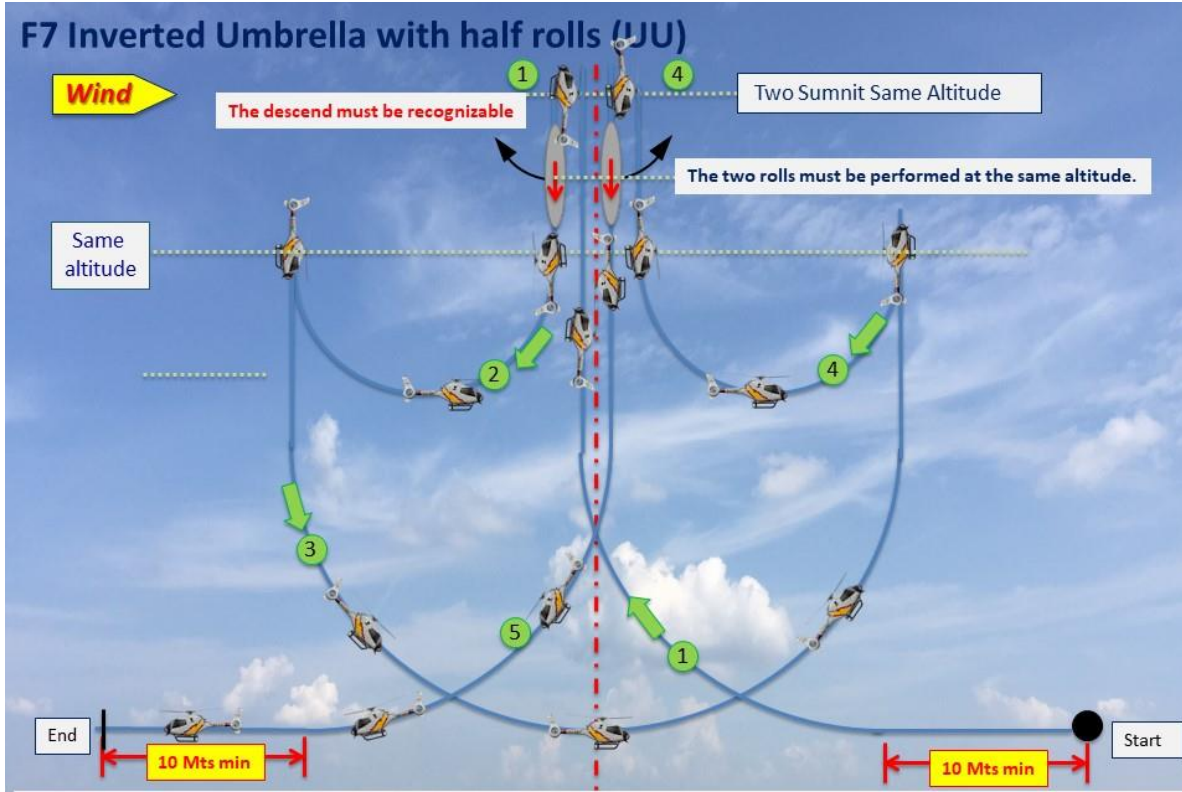 F7 Inverted Umbrella with half rolls (UU)
Wind
1
4
Two Sumnit Same Altitude
The descend must be recognizable
The two rolls must be performed at the same altitude.
Same
altitude
2
4
3
5
1
End
Start
10 Mts min
10 Mts min